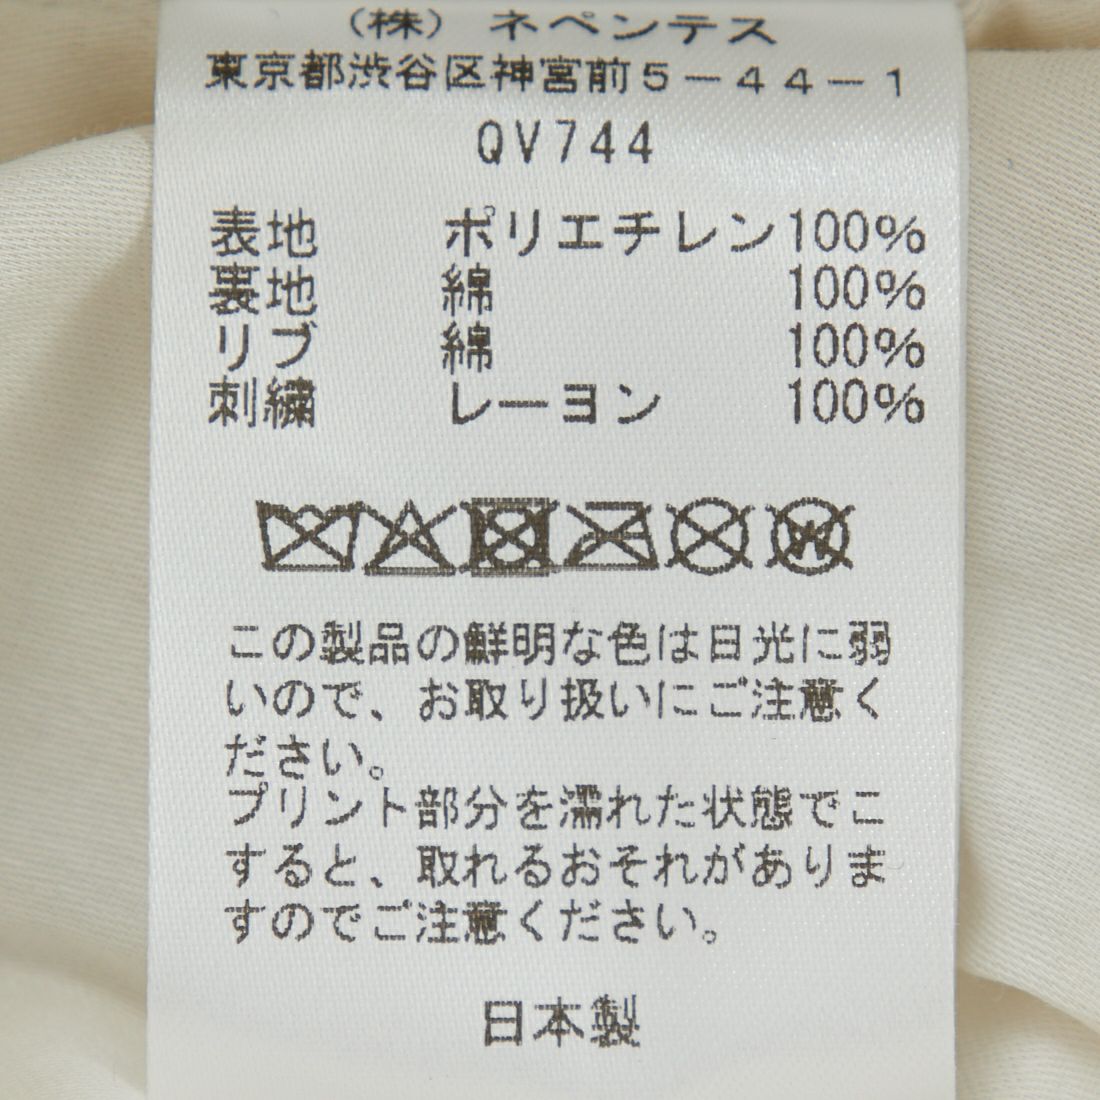 (株) ネペンテス
東京都渋谷区神宮前5-44-1
QV744
表地 ポリエチレン100%
裏地 綿 100%
リブ 綿 100%
刺繍 レーヨン 100%
この製品の鮮明な色は日光に弱
いので、お取り扱いにご注意く
ださい。
プリント部分を濡れた状態でこ
すると、取れるおそれがありま
すのでご注意ください。
日本製